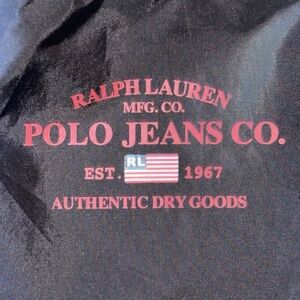 RALPH LAUREN
MFG. CO.
POLO JEANS CO.
EST. RL 1967
AUTHENTIC DRY GOODS